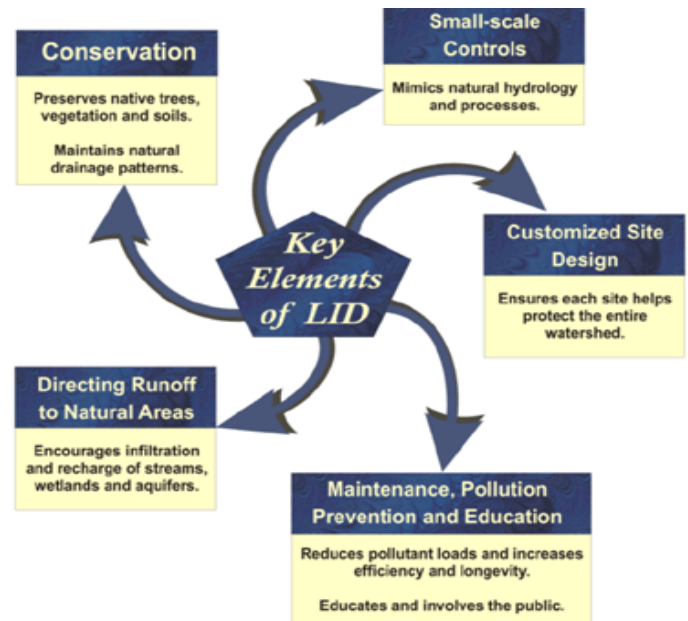 Conservation
Preserves native trees,
vegetation and soils.
Maintains natural
drainage patterns.
Small-scale
Controls
Mimics natural hydrology
and processes.
Key
Elements
of LID
Customized Site
Design
Ensures each site helps
protect the entire
watershed.
Directing Runoff
to Natural Areas
Encourages infiltration
and recharge of streams,
wetlands and aquifers.
Maintenance, Pollution
Prevention and Education
Reduces pollutant loads and increases
efficiency and longevity.
Educates and involves the public.